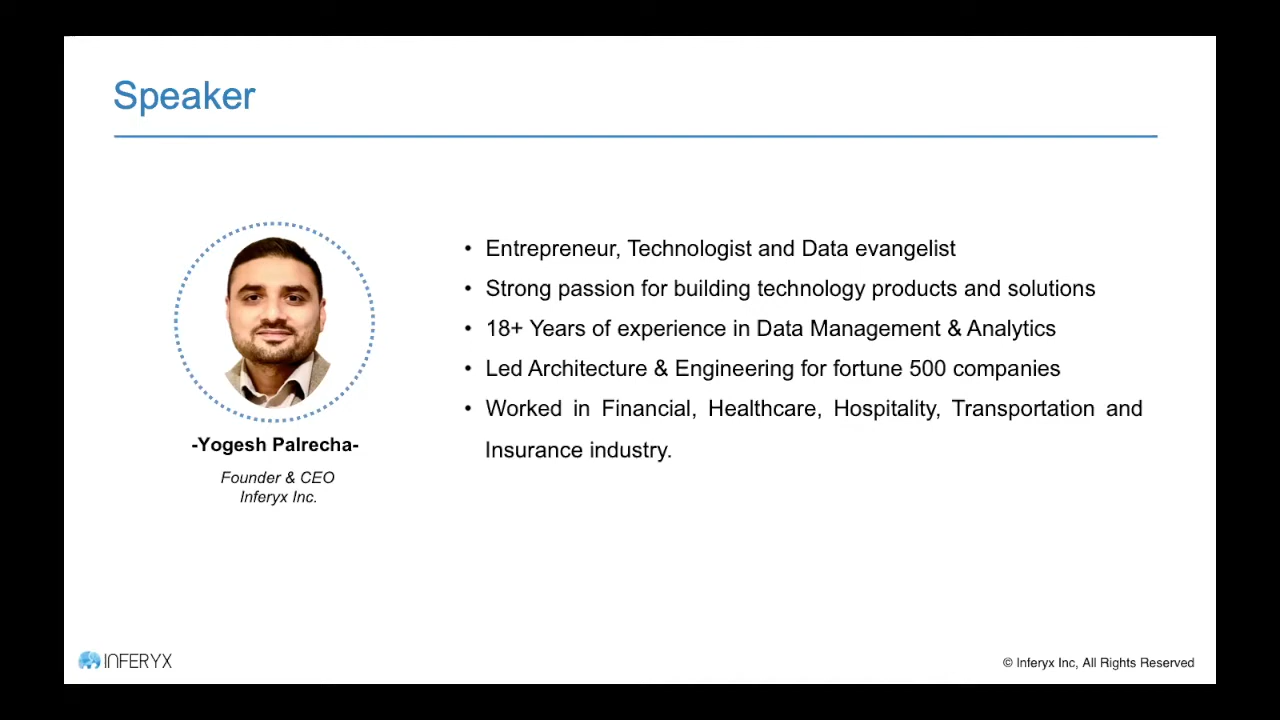 Speaker
• Entrepreneur, Technologist and Data evangelist
• Strong passion for building technology products and solutions
• 18+ Years of experience in Data Management & Analytics
• Led Architecture & Engineering for fortune 500 companies
• Worked in Financial, Healthcare, Hospitality, Transportation and
Insurance industry.
-Yogesh Palrecha-
Founder & CEO
Inferyx Inc.
INFERYX
© Inferyx Inc, All Rights Reserved